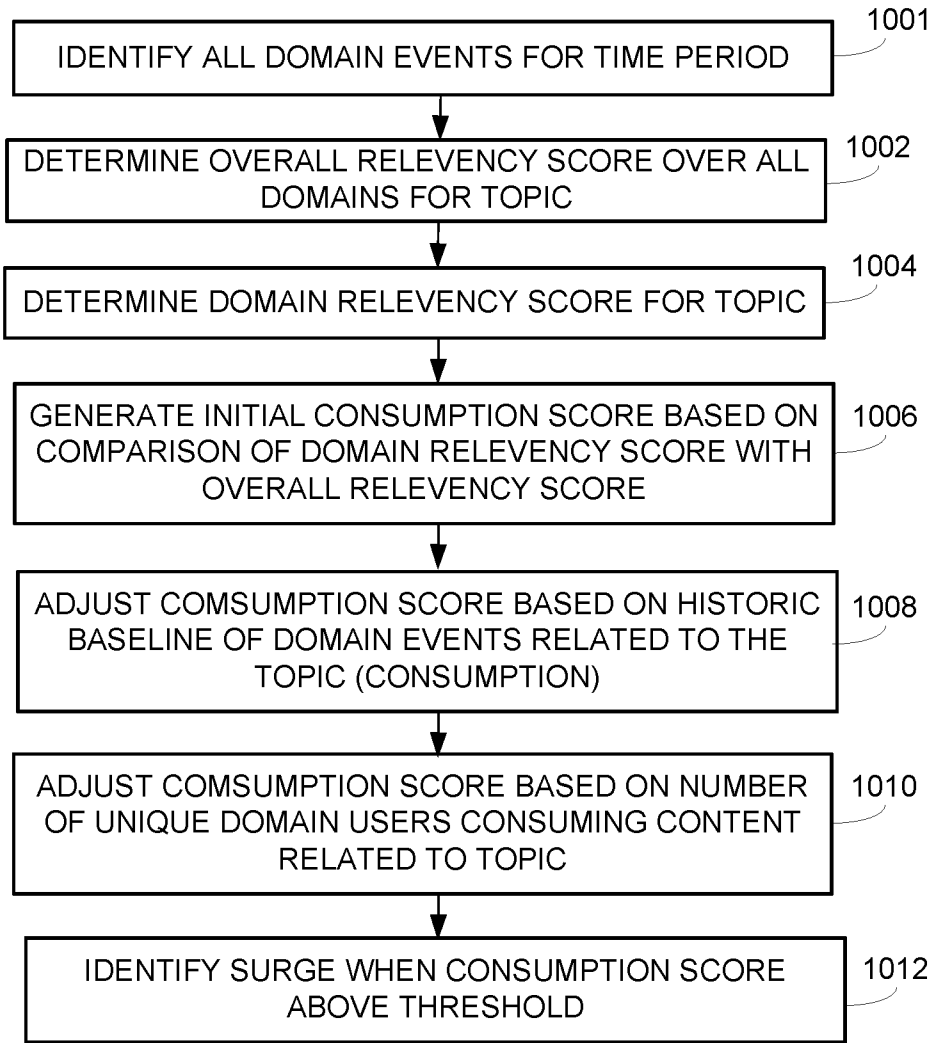 1001
IDENTIFY ALL DOMAIN EVENTS FOR TIME PERIOD
1002
DETERMINE OVERALL RELEVENCY SCORE OVER ALL
DOMAINS FOR TOPIC
1004
DETERMINE DOMAIN RELEVENCY SCORE FOR TOPIC
1006
GENERATE INITIAL CONSUMPTION SCORE BASED ON
COMPARISON OF DOMAIN RELEVENCY SCORE WITH
OVERALL RELEVENCY SCORE
1008
ADJUST COMSUMPTION SCORE BASED ON HISTORIC
BASELINE OF DOMAIN EVENTS RELATED TO THE
TOPIC (CONSUMPTION)
1010
ADJUST COMSUMPTION SCORE BASED ON NUMBER
OF UNIQUE DOMAIN USERS CONSUMING CONTENT
RELATED TO TOPIC
1012
IDENTIFY SURGE WHEN CONSUMPTION SCORE
ABOVE THRESHOLD